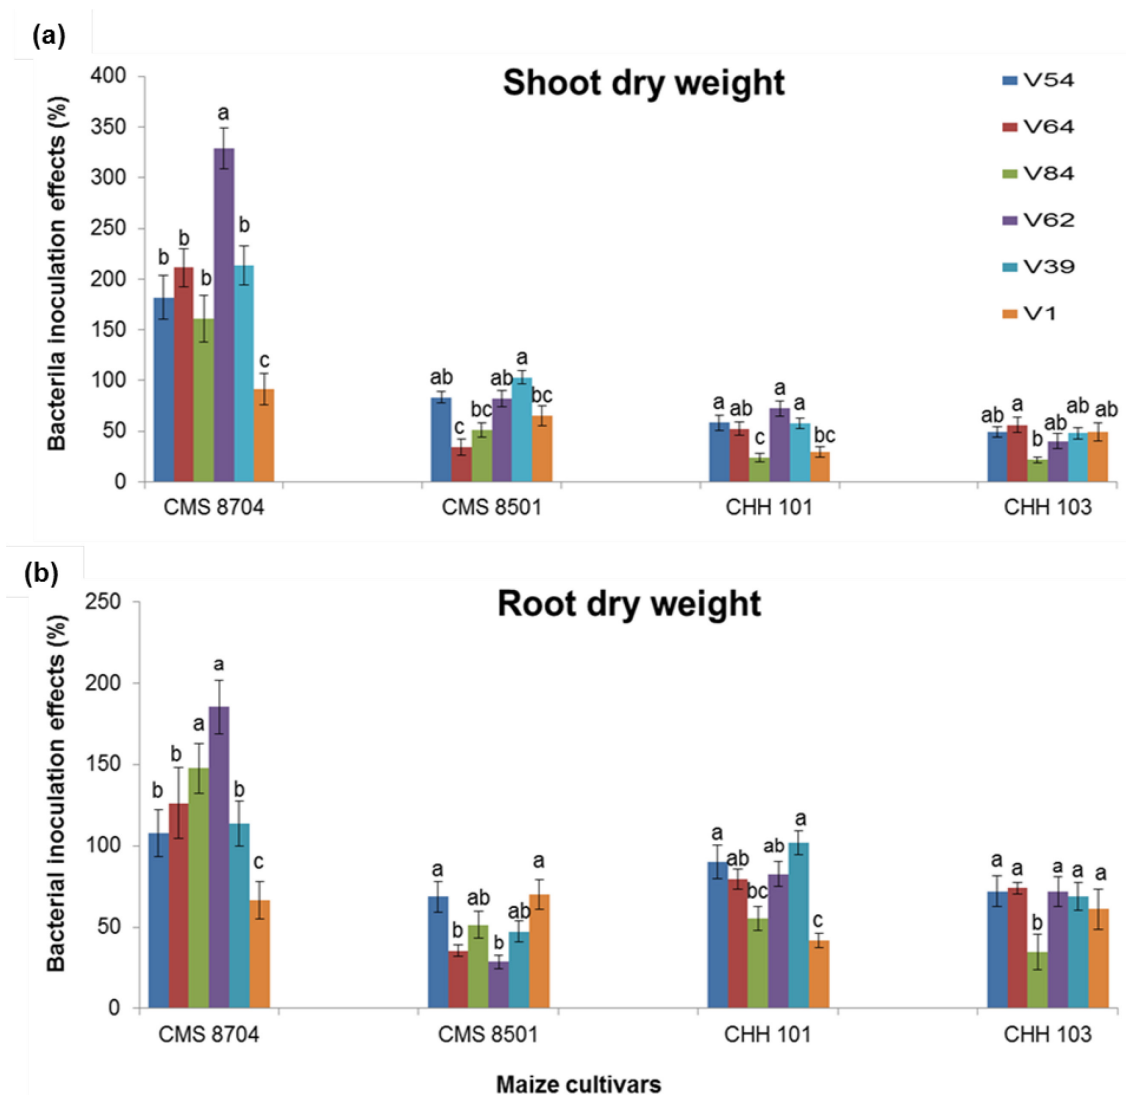 (a)
Shoot dry weight
Bacterila inoculation effects (%)
400
350
300
250
200
150
100
50
0
V54
V64
V84
V62
V39
V1
b
b
b
a
b
c
ab
c
bc
ab
a
bc
a
ab
c
a
a
bc
ab
a
b
ab
ab
ab
CMS 8704
CMS 8501
CHH 101
CHH 103
(b)
Root dry weight
Bacterial inoculation effects (%)
250
200
150
100
50
0
b
b
a
a
b
c
a
b
ab
b
ab
a
a
ab
bc
ab
a
c
a
a
b
a
a
a
CMS 8704
CMS 8501
CHH 101
CHH 103
Maize cultivars